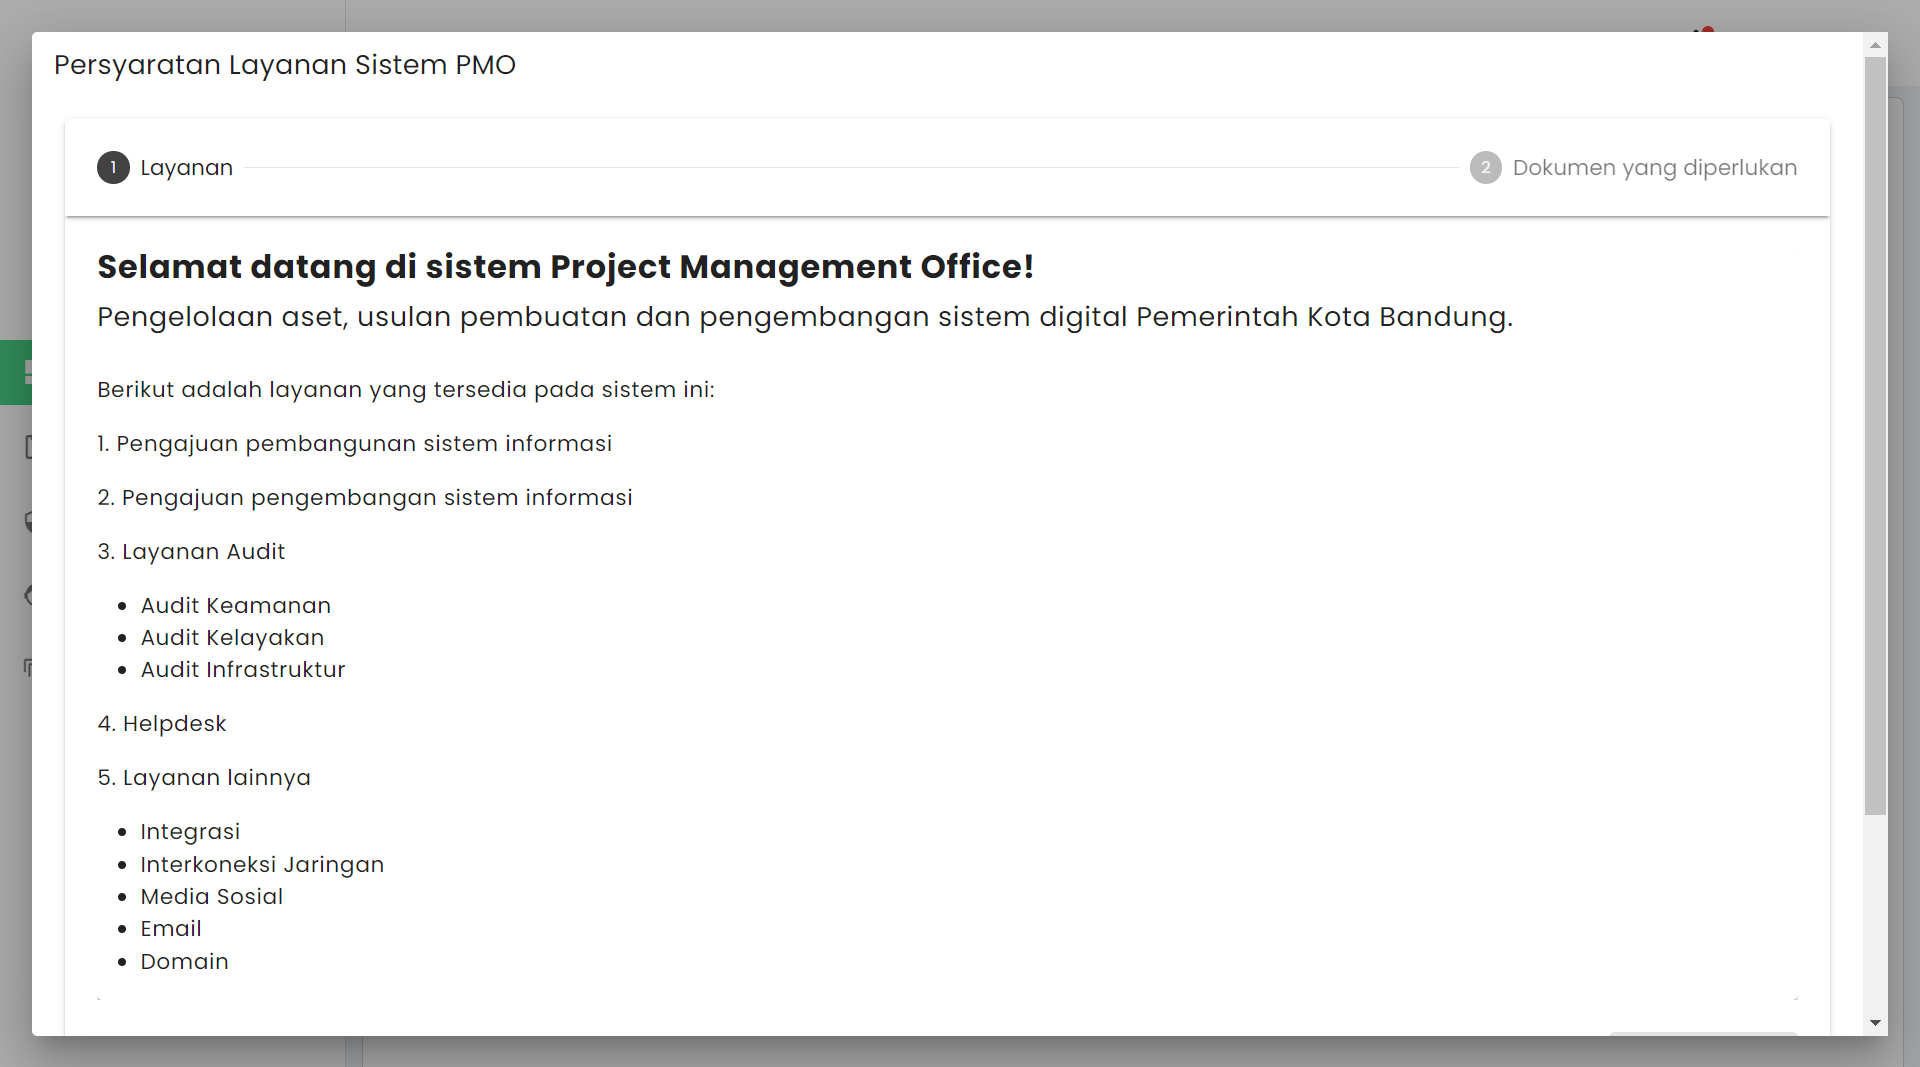 Persyaratan Layanan Sistem PMO
1 Layanan
2 Dokumen yang diperlukan
Selamat datang di sistem Project Management Office!
Pengelolaan aset, usulan pembuatan dan pengembangan sistem digital Pemerintah Kota Bandung.
Berikut adalah layanan yang tersedia pada sistem ini:
1. Pengajuan pembangunan sistem informasi
2. Pengajuan pengembangan sistem informasi
3. Layanan Audit
• Audit Keamanan
• Audit Kelayakan
• Audit Infrastruktur
4. Helpdesk
5. Layanan lainnya
• Integrasi
• Interkoneksi Jaringan
• Media Sosial
• Email
• Domain